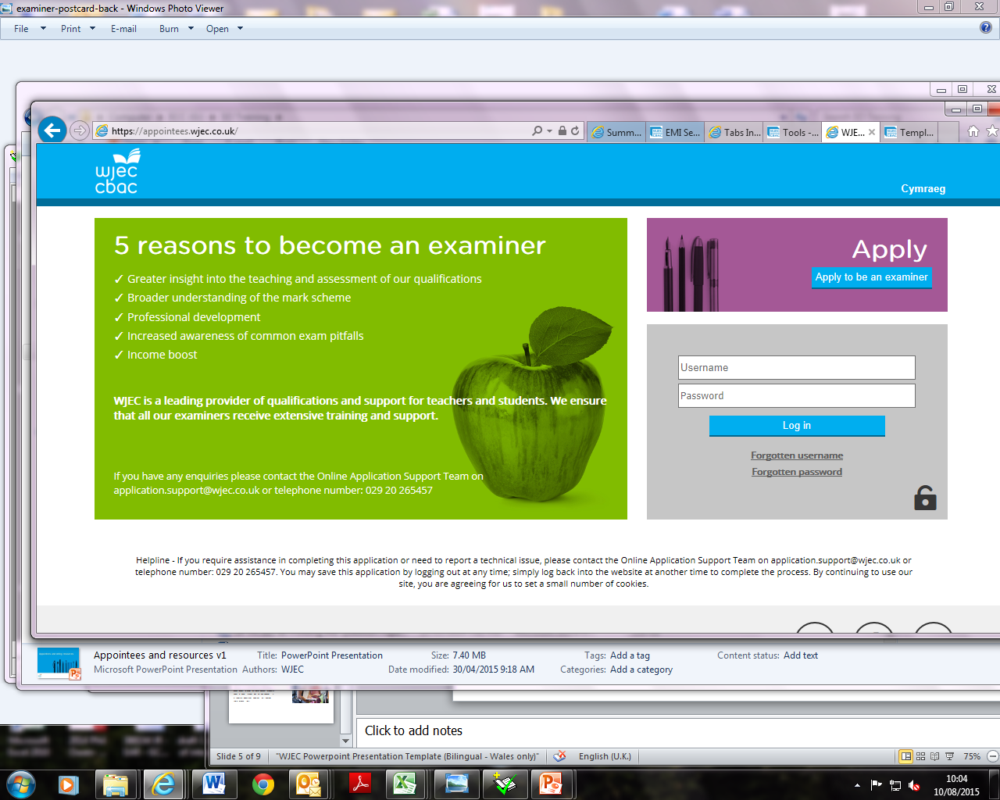 examiner-postcard-back - Windows Photo Viewer
File Print E-mail Burn Open
https://appointees.wjec.co.uk/
Summ... EMI Se... Tabs In... Tools -... WJE... Templ...
wjec
cbac
Cymraeg
5 reasons to become an examiner
✓ Greater insight into the teaching and assessment of our qualifications
✓ Broader understanding of the mark scheme
✓ Professional development
✓ Increased awareness of common exam pitfalls
✓ Income boost
WJEC is a leading provider of qualifications and support for teachers and students. We ensure
that all our examiners receive extensive training and support.
If you have any enquiries please contact the Online Application Support Team on
application.support@wjec.co.uk or telephone number: 029 20 265457
Apply
Apply to be an examiner
Username
Password
Log in
Forgotten username
Forgotten password
Helpline - If you require assistance in completing this application or need to report a technical issue, please contact the Online Application Support Team on application.support@wjec.co.uk or
telephone number: 029 20 265457. You may save this application by logging out at any time; simply log back into the website at another time to complete the process. By continuing to use our
site, you are agreeing for us to set a small number of cookies.
Appointees and resources v1 Title: PowerPoint Presentation Size: 7.40 MB Tags: Add a tag Content status: Add text
Microsoft PowerPoint Presentation Authors: WJEC Date modified: 30/04/2015 9:18 AM Categories: Add a category
Click to add notes
Slide 5 of 9 "WJEC Powerpoint Presentation Template (Bilingual - Wales only)" English (U.K.) 75%
10:04
10/08/2015